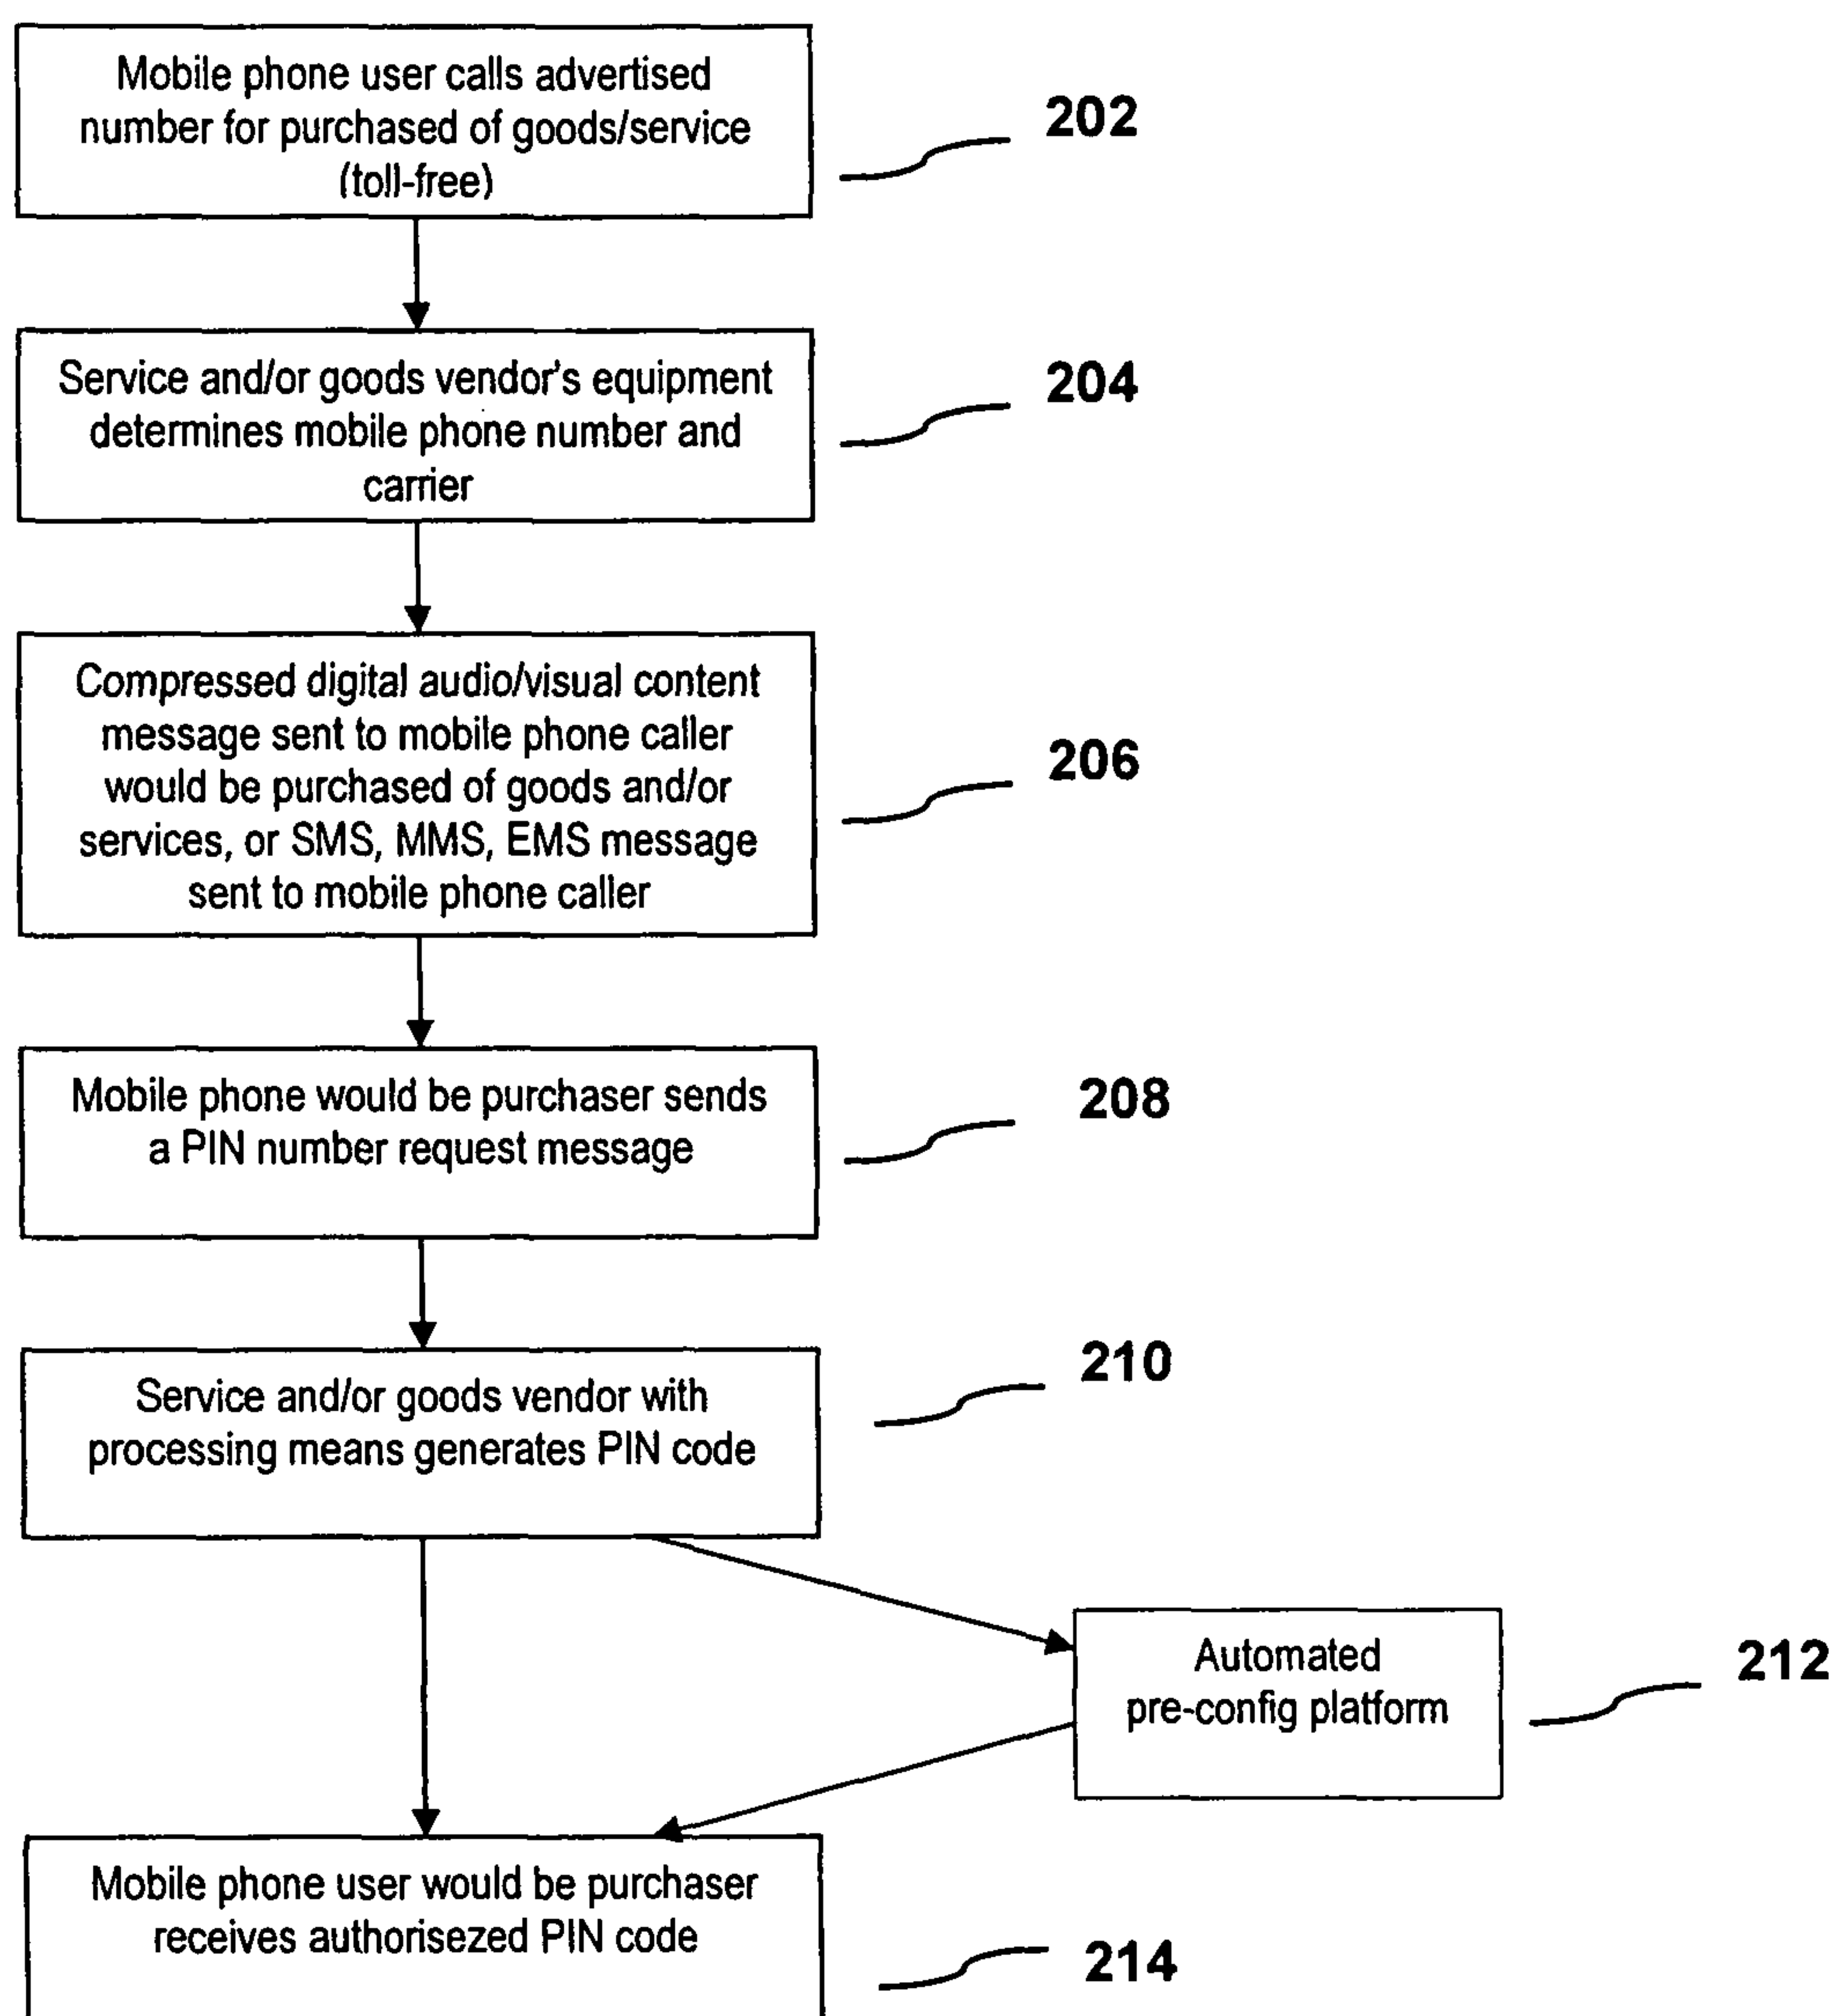 Mobile phone user calls advertised
number for purchased of goods/service
(toll-free)
202
Service and/or goods vendor's equipment
determines mobile phone number and
carrier
204
Compressed digital audio/visual content
message sent to mobile phone caller
would be purchased of goods and/or
services, or SMS, MMS, EMS message
sent to mobile phone caller
206
Mobile phone would be purchaser sends
a PIN number request message
208
Service and/or goods vendor with
processing means generates PIN code
210
Automated
pre-config platform
212
Mobile phone user would be purchaser
receives authorisezed PIN code
214